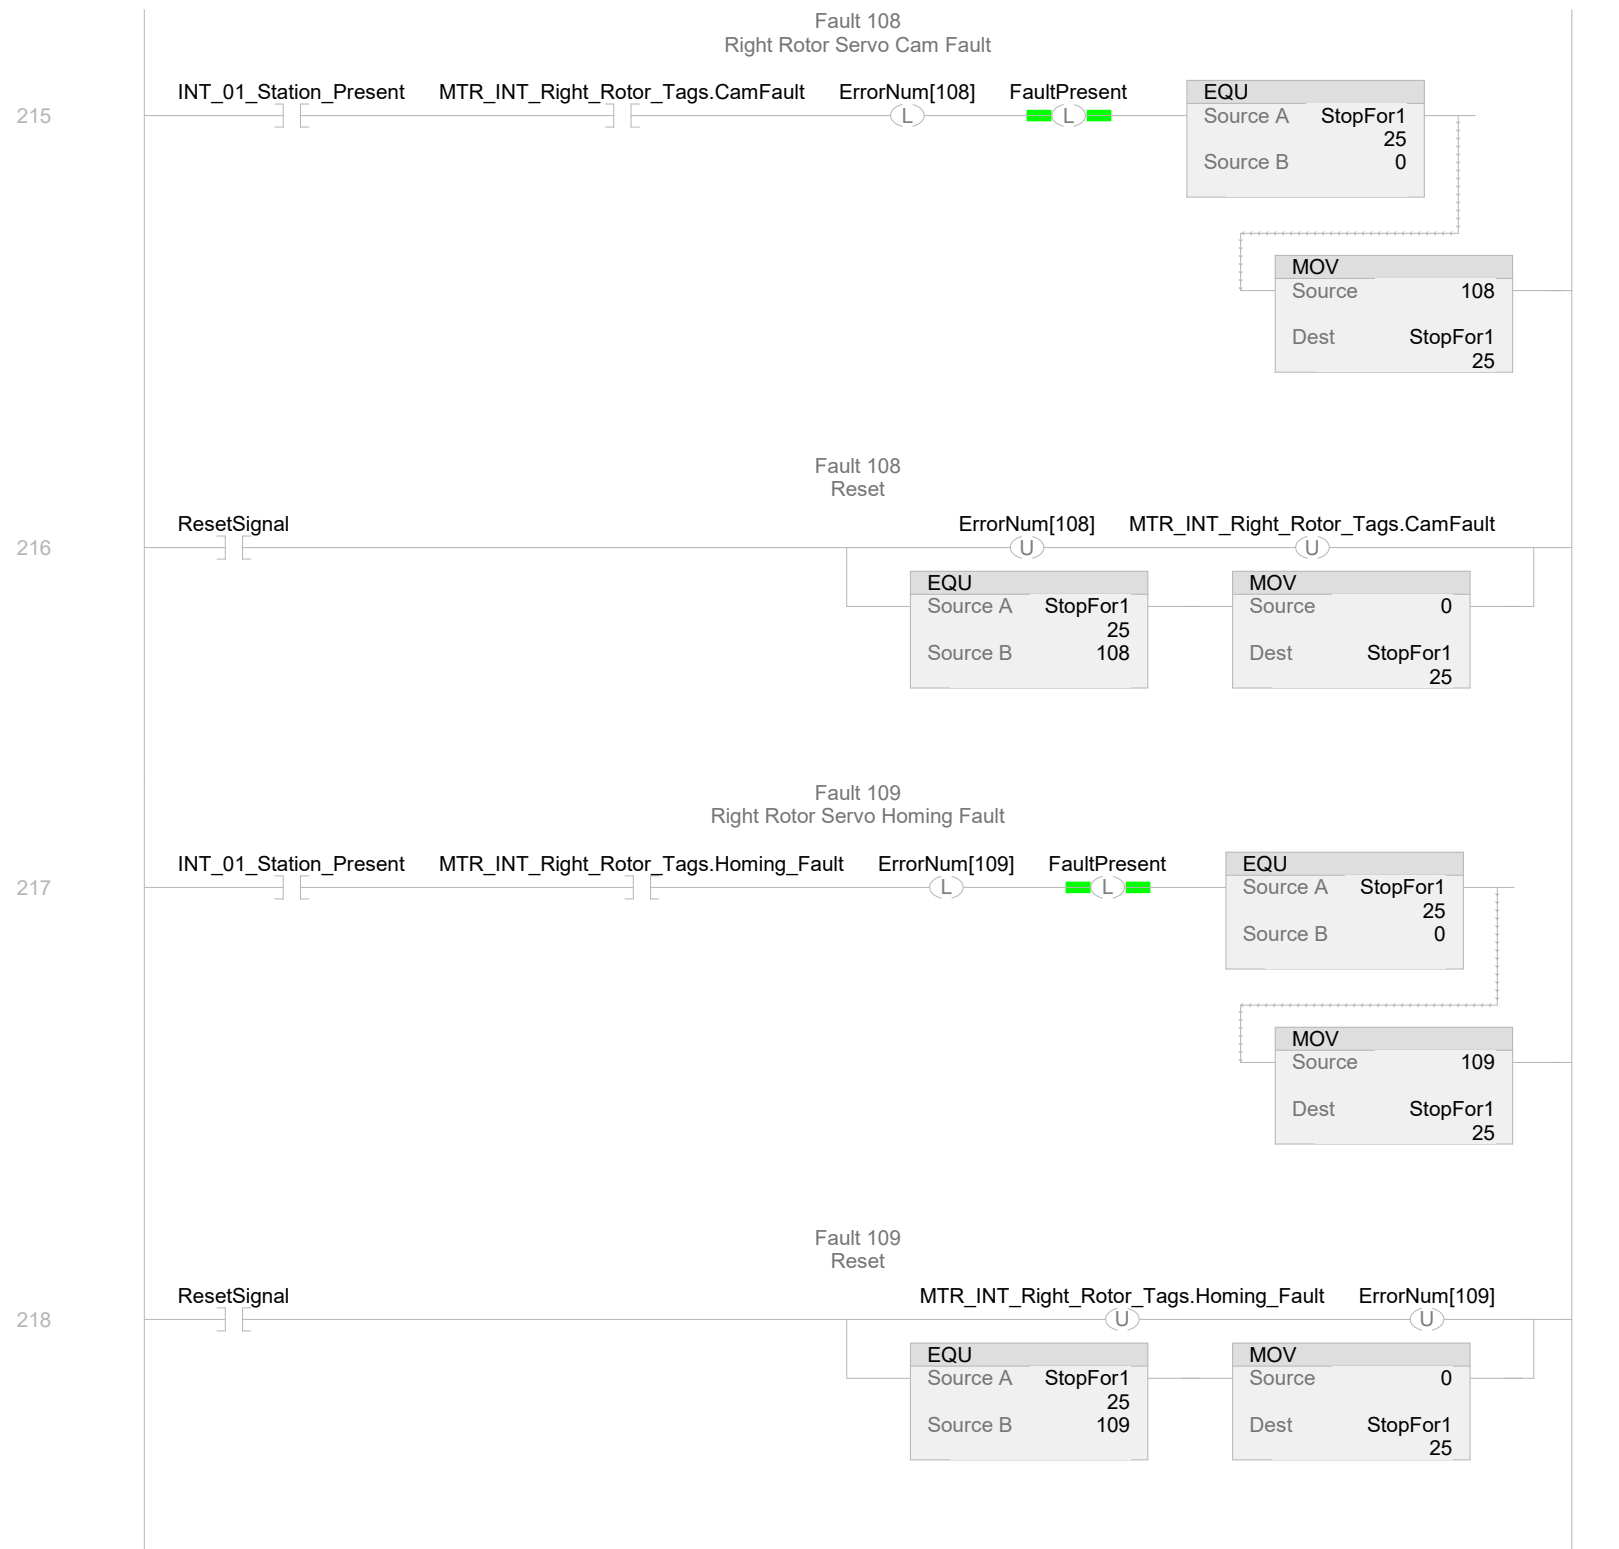 Fault 108
Right Rotor Servo Cam Fault
INT_01_Station_Present MTR_INT_Right_Rotor_Tags.CamFault ErrorNum[108] FaultPresent EQU
215 L L Source A StopFor1
25
Source B 0
MOV
Source 108
Dest StopFor1
25
Fault 108
Reset
ResetSignal ErrorNum[108] MTR_INT_Right_Rotor_Tags.CamFault
216 U U
EQU MOV
Source A StopFor1 Source 0
25
Source B 108 Dest StopFor1
25
Fault 109
Right Rotor Servo Homing Fault
INT_01_Station_Present MTR_INT_Right_Rotor_Tags.Homing_Fault ErrorNum[109] FaultPresent EQU
217 L L Source A StopFor1
25
Source B 0
MOV
Source 109
Dest StopFor1
25
Fault 109
Reset
ResetSignal MTR_INT_Right_Rotor_Tags.Homing_Fault ErrorNum[109]
218 U U
EQU MOV
Source A StopFor1 Source 0
25
Source B 109 Dest StopFor1
25